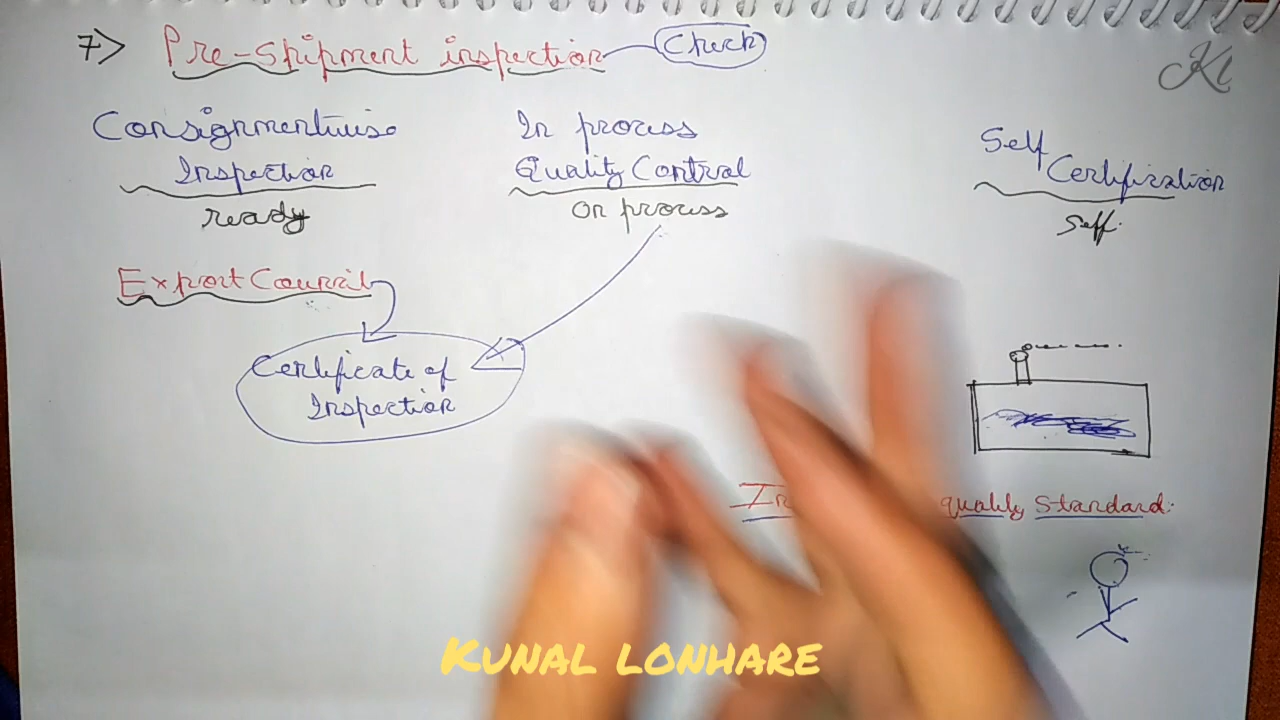 7> Pre-Shipment inspection Check
Kl
Consignmentwise
Inspection
ready
In process
Quality Control
On process
Self
Certification
Self.
Export Council
Certificate of
Inspection
quality Standard:
KUNAL LONHARE